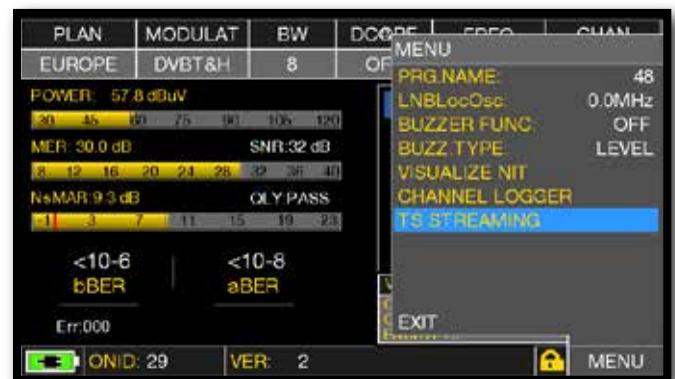 PLAN MODULAT BW
EUROPE DVBT&H 8
POWER: 57.8 dBuV
30 45 60 75 90 105 120
MER: 30.0 dB SNR:32 dB
8 12 16 20 24 28 32 36 40
NsMAR:9.3 dB QLY:PASS
-1 3 7 11 15 19 23
<10-6 <10-8
bBER aBER
Err:000
ONID: 29 VER: 2 MENU
MENU
PRG.NAME: 48
LNBLocOsc: 0.0MHz
BUZZER FUNC. OFF
BUZZ.TYPE LEVEL
VISUALIZE NIT
CHANNEL LOGGER
TS STREAMING
EXIT